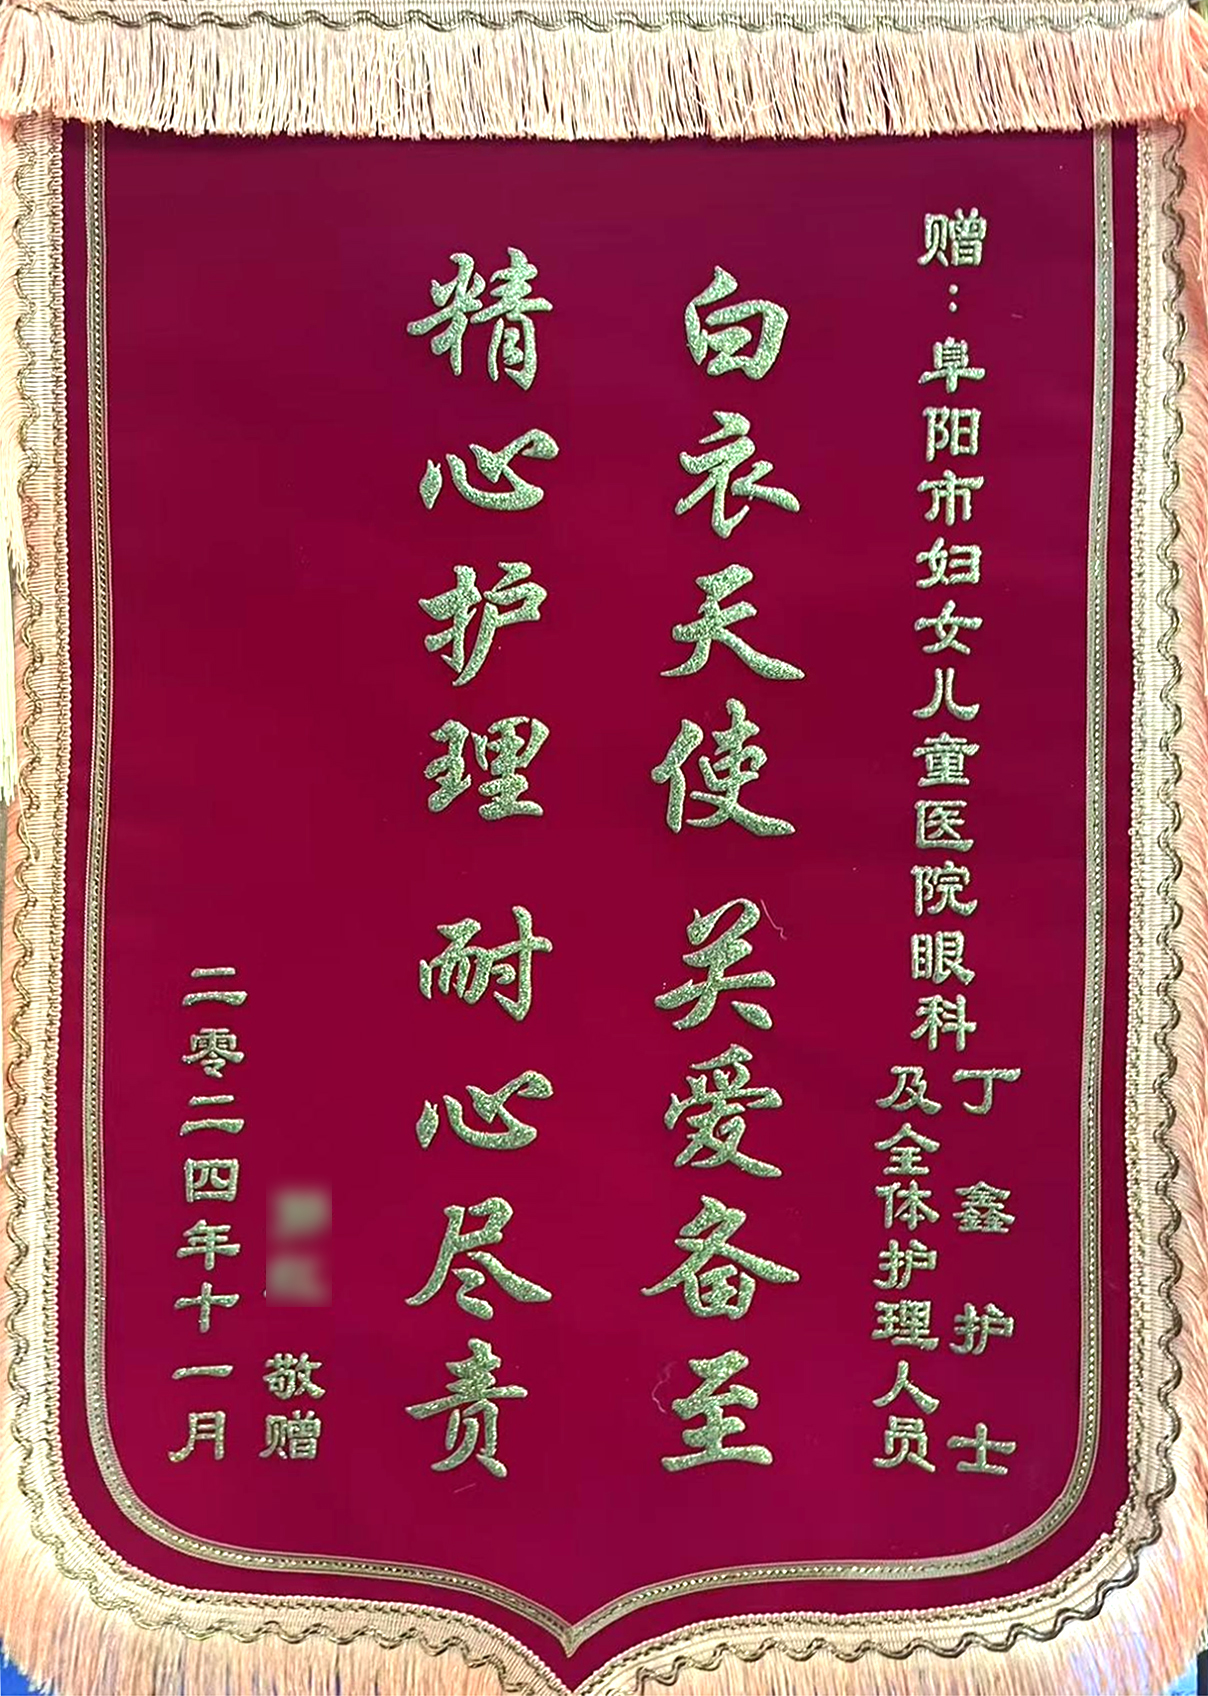 赠：阜阳市妇女儿童医院眼科
丁鑫护士
及全体护理人员
白衣天使 关爱备至
精心护理 耐心尽责
敬赠
二零二四年十一月